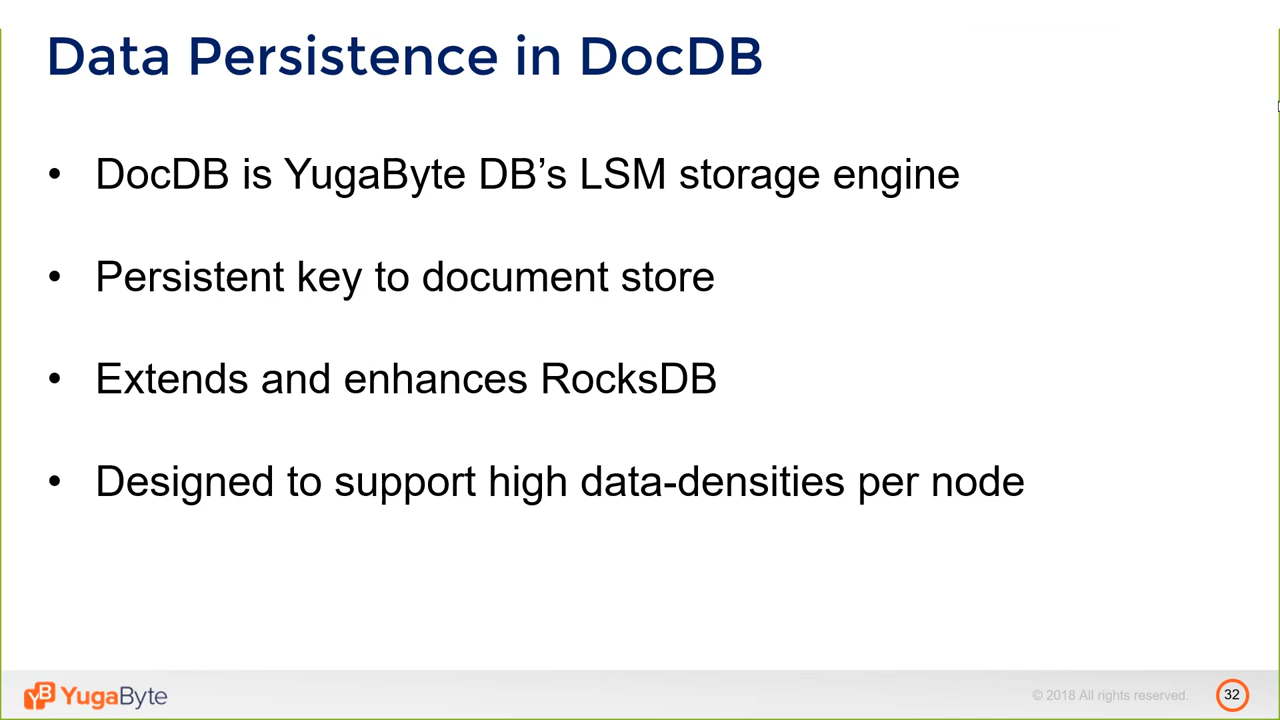 Data Persistence in DocDB
• DocDB is YugaByte DB’s LSM storage engine
• Persistent key to document store
• Extends and enhances RocksDB
• Designed to support high data-densities per node
YB YugaByte
© 2018 All rights reserved.
32